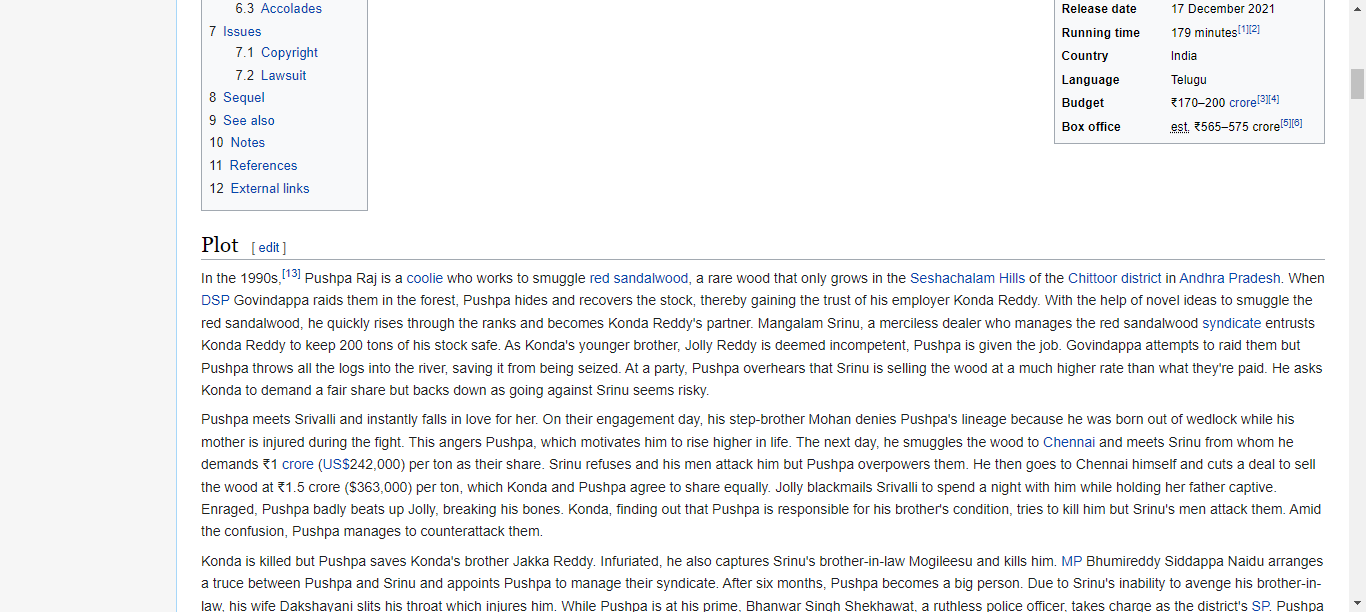 6.3 Accolades
7 Issues
7.1 Copyright
7.2 Lawsuit
8 Sequel
9 See also
10 Notes
11 References
12 External links
Release date 17 December 2021
Running time 179 minutes[1][2]
Country India
Language Telugu
Budget ₹170–200 crore[3][4]
Box office est. ₹565–575 crore[5][6]
Plot [ edit ]
In the 1990s,[13] Pushpa Raj is a coolie who works to smuggle red sandalwood, a rare wood that only grows in the Seshachalam Hills of the Chittoor district in Andhra Pradesh. When
DSP Govindappa raids them in the forest, Pushpa hides and recovers the stock, thereby gaining the trust of his employer Konda Reddy. With the help of novel ideas to smuggle the
red sandalwood, he quickly rises through the ranks and becomes Konda Reddy's partner. Mangalam Srinu, a merciless dealer who manages the red sandalwood syndicate entrusts
Konda Reddy to keep 200 tons of his stock safe. As Konda's younger brother, Jolly Reddy is deemed incompetent, Pushpa is given the job. Govindappa attempts to raid them but
Pushpa throws all the logs into the river, saving it from being seized. At a party, Pushpa overhears that Srinu is selling the wood at a much higher rate than what they're paid. He asks
Konda to demand a fair share but backs down as going against Srinu seems risky.
Pushpa meets Srivalli and instantly falls in love for her. On their engagement day, his step-brother Mohan denies Pushpa's lineage because he was born out of wedlock while his
mother is injured during the fight. This angers Pushpa, which motivates him to rise higher in life. The next day, he smuggles the wood to Chennai and meets Srinu from whom he
demands ₹1 crore (US$242,000) per ton as their share. Srinu refuses and his men attack him but Pushpa overpowers them. He then goes to Chennai himself and cuts a deal to sell
the wood at ₹1.5 crore ($363,000) per ton, which Konda and Pushpa agree to share equally. Jolly blackmails Srivalli to spend a night with him while holding her father captive.
Enraged, Pushpa badly beats up Jolly, breaking his bones. Konda, finding out that Pushpa is responsible for his brother's condition, tries to kill him but Srinu's men attack them. Amid
the confusion, Pushpa manages to counterattack them.
Konda is killed but Pushpa saves Konda's brother Jakka Reddy. Infuriated, he also captures Srinu's brother-in-law Mogileesu and kills him. MP Bhumireddy Siddappa Naidu arranges
a truce between Pushpa and Srinu and appoints Pushpa to manage their syndicate. After six months, Pushpa becomes a big person. Due to Srinu's inability to avenge his brother-in-
law, his wife Dakshayani slits his throat which injures him. While Pushpa is at his prime, Bhanwar Singh Shekhawat, a ruthless police officer, takes charge as the district's SP. Pushpa